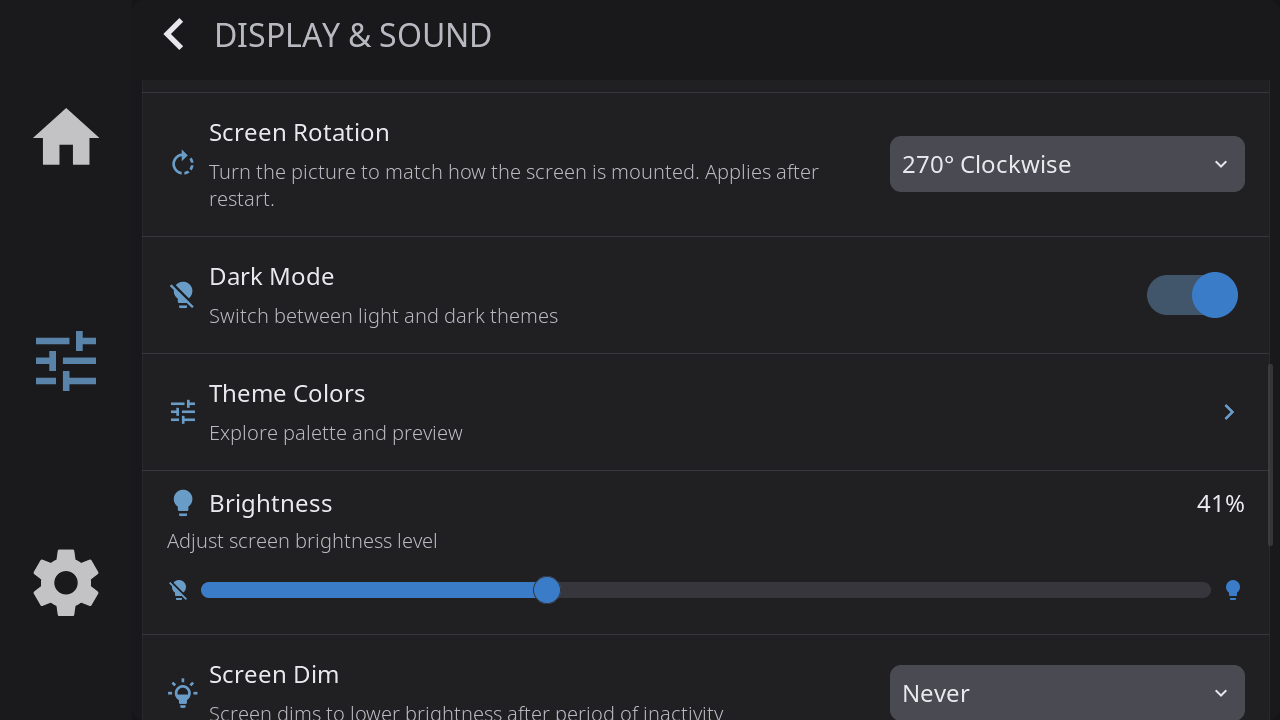 DISPLAY & SOUND
Screen Rotation
Turn the picture to match how the screen is mounted. Applies after
restart.
270° Clockwise
Dark Mode
Switch between light and dark themes
Theme Colors
Explore palette and preview
Brightness
41%
Adjust screen brightness level
Screen Dim
Screen dims to lower brightness after period of inactivity
Never